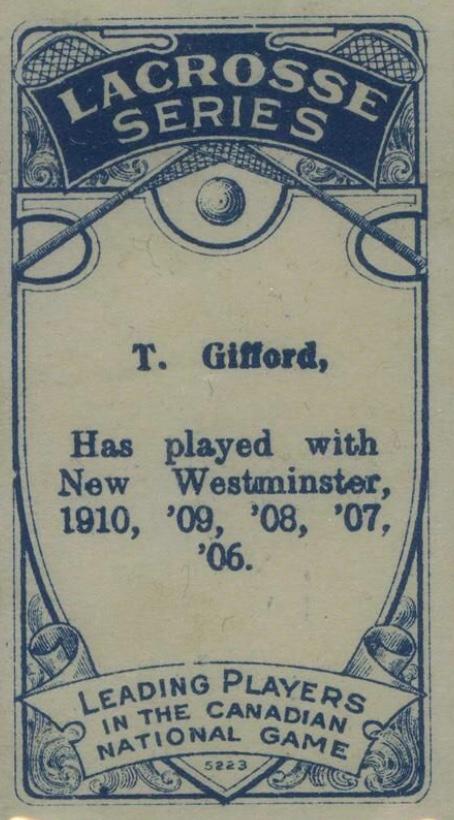 LACROSSE
SERIES
T. Gifford,
Has played with
New Westminster,
1910, '09, '08, '07,
'06.
LEADING PLAYERS
IN THE CANADIAN
NATIONAL GAME
5223